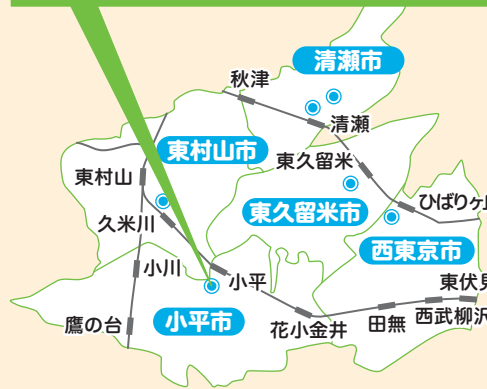 清瀬市
秋津
清瀬
東村山市
東久留米
東村山
ひばりヶ丘
久米川
東久留米市
西東京市
小川
小平
東伏見
鷹の台
小平市
花小金井
田無
西武柳沢